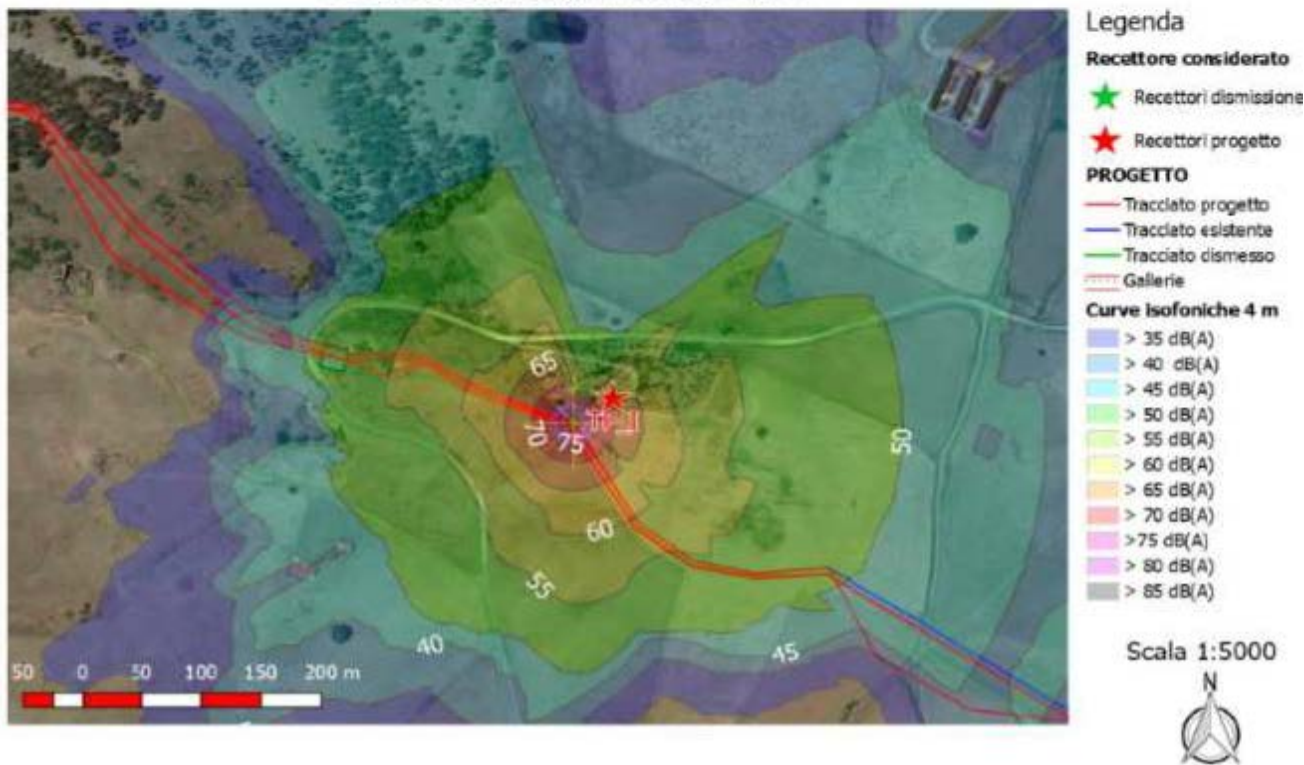 Legenda
Recettore considerato
Recettori dismissione
Recettori progetto
PROGETTO
Tracciato progetto
Tracciato esistente
Tracciato dismesso
Gallerie
Curve isofoniche 4 m
> 35 dB(A)
> 40 dB(A)
> 45 dB(A)
> 50 dB(A)
> 55 dB(A)
> 60 dB(A)
> 65 dB(A)
> 70 dB(A)
>75 dB(A)
> 80 dB(A)
> 85 dB(A)
Scala 1:5000
N
65
70
75
60
55
50
40
45
50 0 50 100 150 200 m